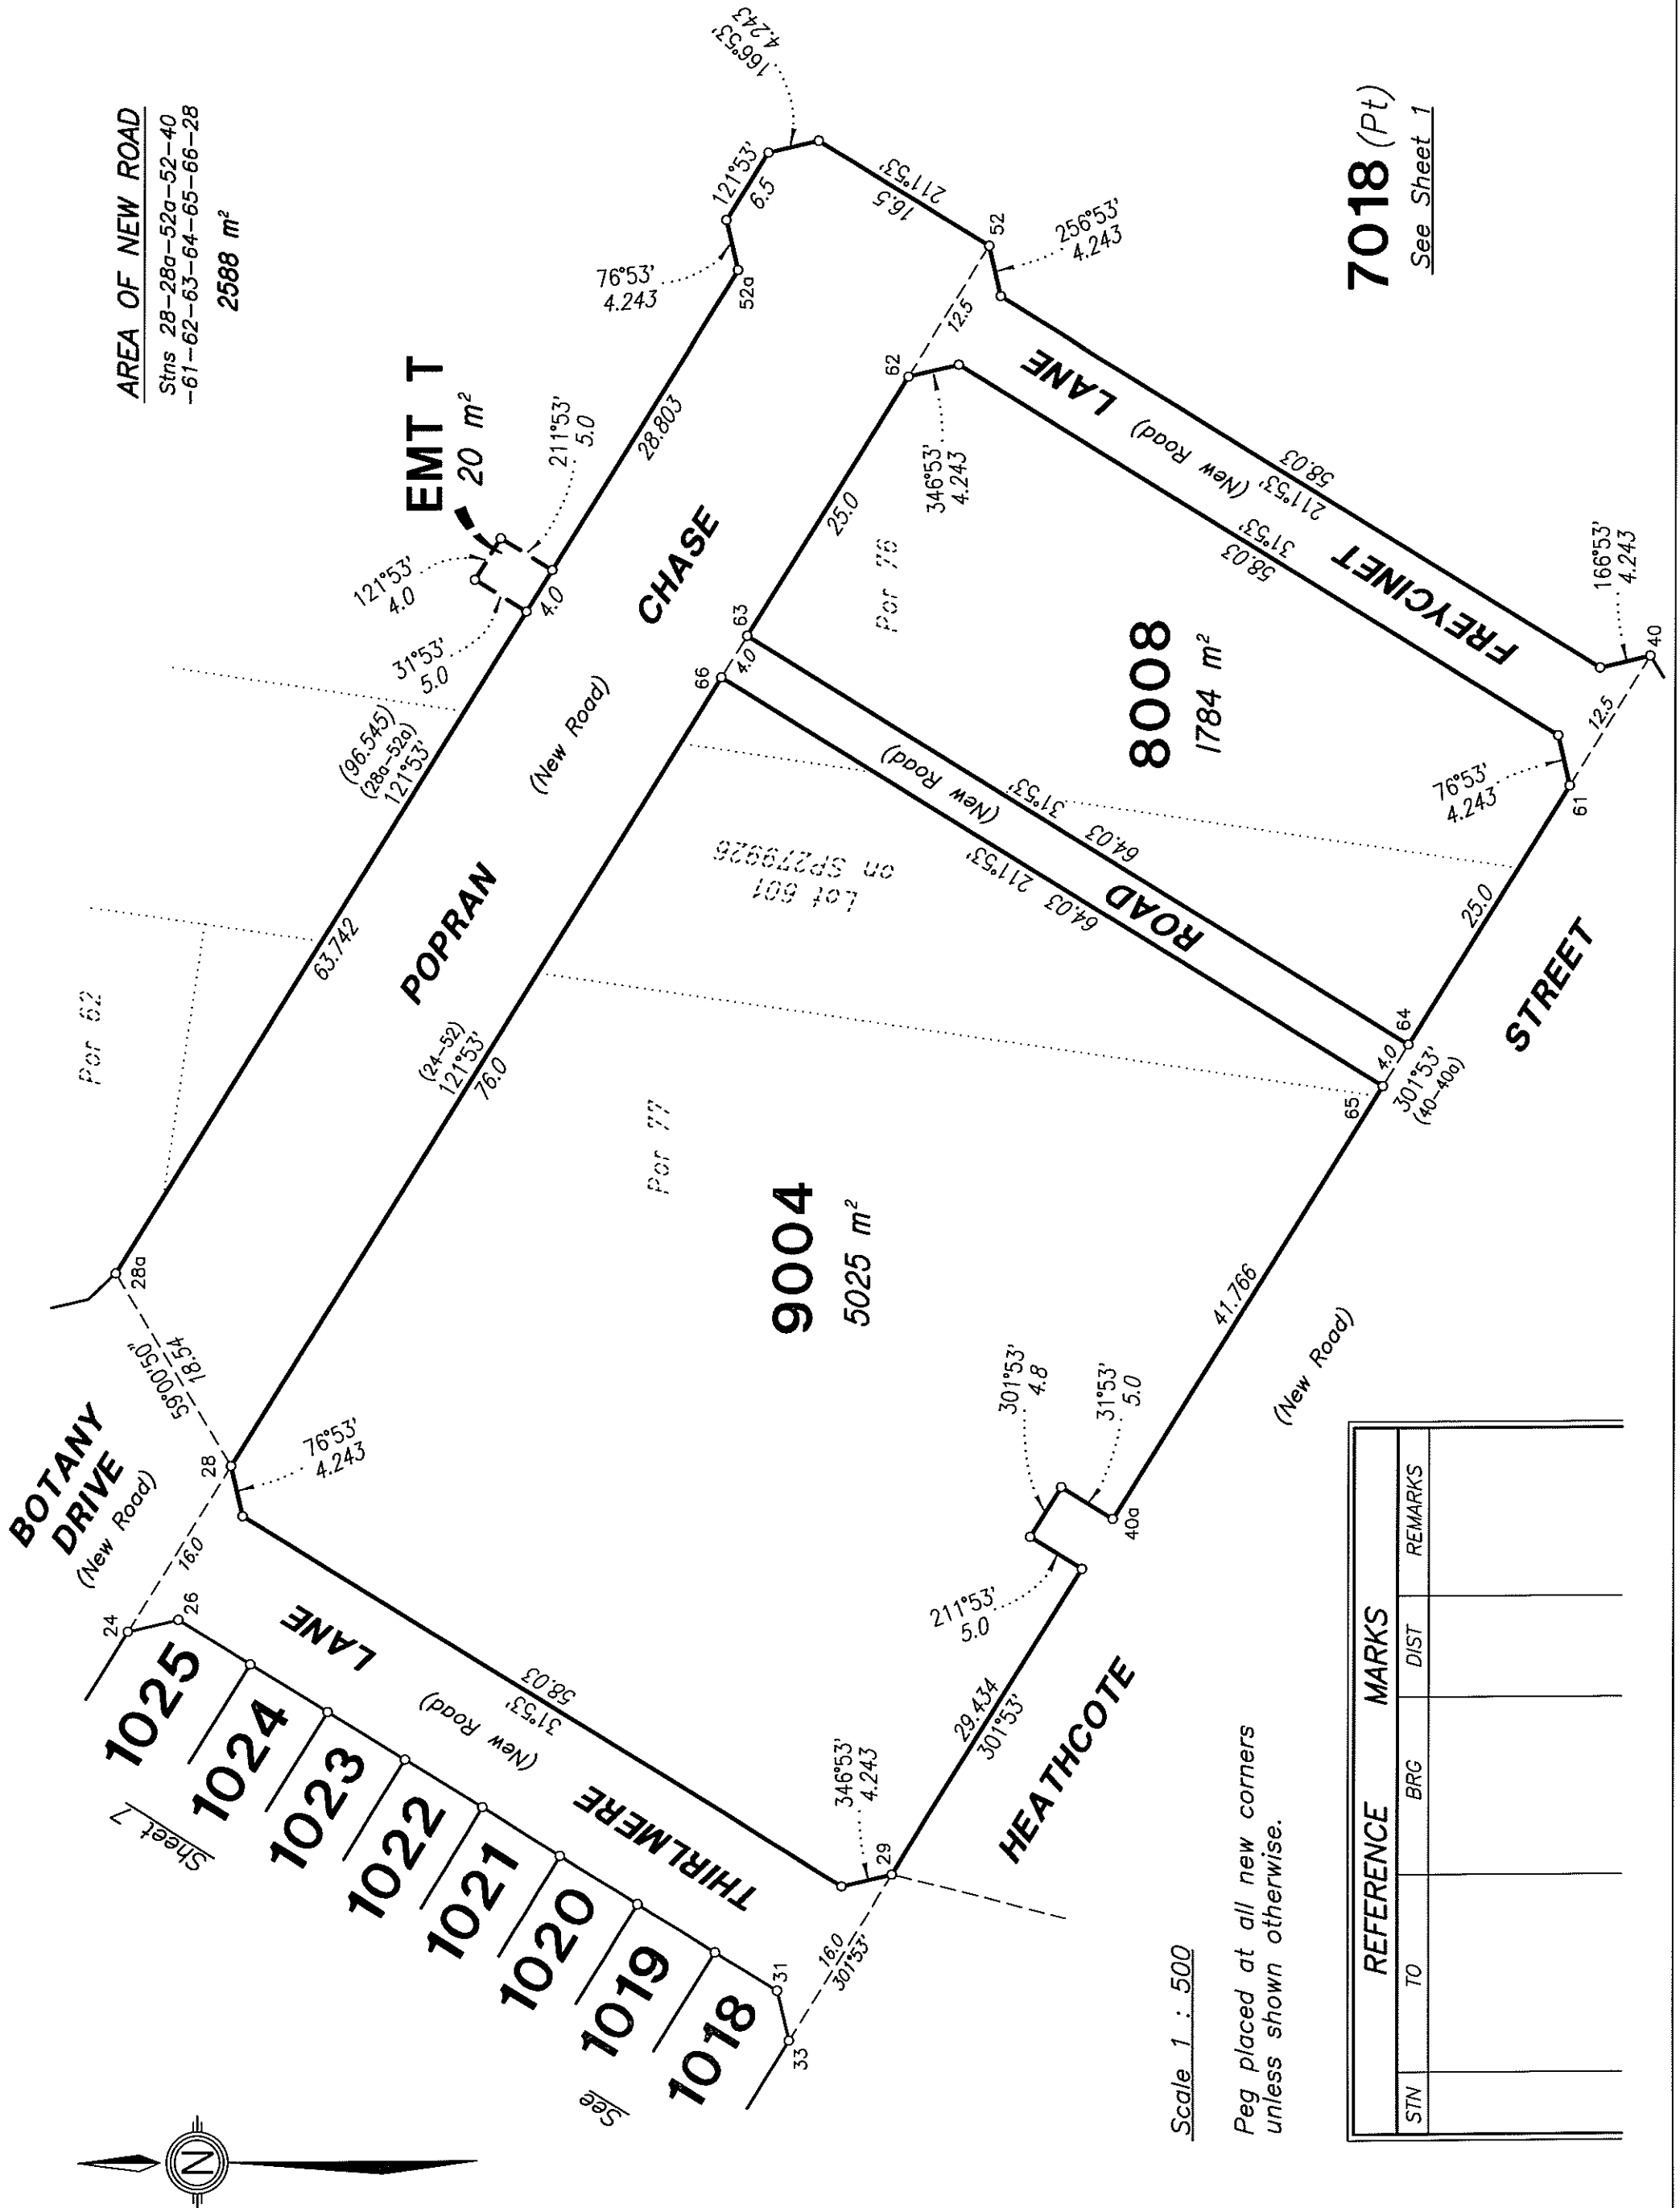 AREA OF NEW ROAD
Stns 28-28a-52a-52-40
-61-62-63-64-65-66-28
2588 m²
BOTANY
DRIVE
(New Road)
24
26
16.0
28
59°00'50"
18.54
28a
76°53'
4.243
Por 62
63.742
(96.545)
(28a-52a)
121°53'
31°53'
5.0
121°53'
4.0
EMT T
20 m²
211°53'
5.0
4.0
28.803
76°53'
4.243
52a
121°53'
6.5
166°53'
4.243
211°53'
16.5
52
256°53'
4.243
12.5
62
POPRAN
CHASE
(New Road)
(24-52)
121°53'
76.0
66
4.0
63
25.0
346°53'
4.243
Por 76
Sheet 7
See
1025
1024
1023
1022
1021
1020
1019
1018
THIRLMERE
LANE
(New Road)
31°53'
58.03
Por 77
9004
5025 m²
Lot 601
on SP279926
211°53'
64.03
ROAD
(New Road)
31°53'
64.03
8008
1784 m²
31°53'
58.03
FREYCINET
LANE
(New Road)
211°53'
58.03
7018 (Pt)
See Sheet 1
166°53'
4.243
40
12.5
76°53'
4.243
61
25.0
64
4.0
65
301°53'
(40-40a)
41.766
40a
31°53'
5.0
301°53'
4.8
211°53'
5.0
29.434
301°53'
346°53'
4.243
29
16.0
301°53'
31
33
HEATHCOTE
STREET
(New Road)
N
Scale 1 : 500
Peg placed at all new corners
unless shown otherwise.
REFERENCE MARKS
STN TO BRG DIST REMARKS